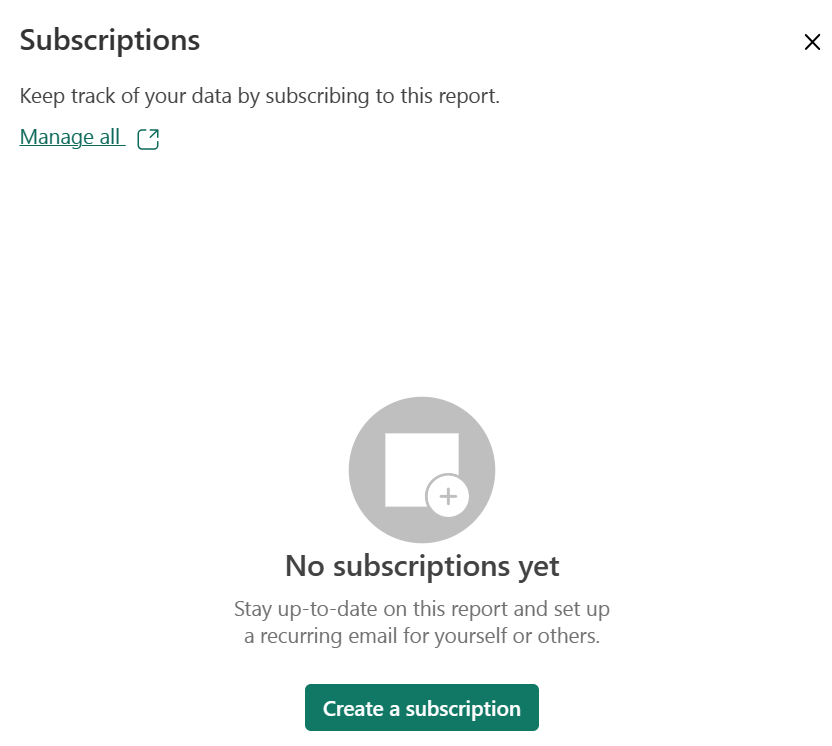 Subscriptions
Keep track of your data by subscribing to this report.
Manage all
No subscriptions yet
Stay up-to-date on this report and set up
a recurring email for yourself or others.
Create a subscription